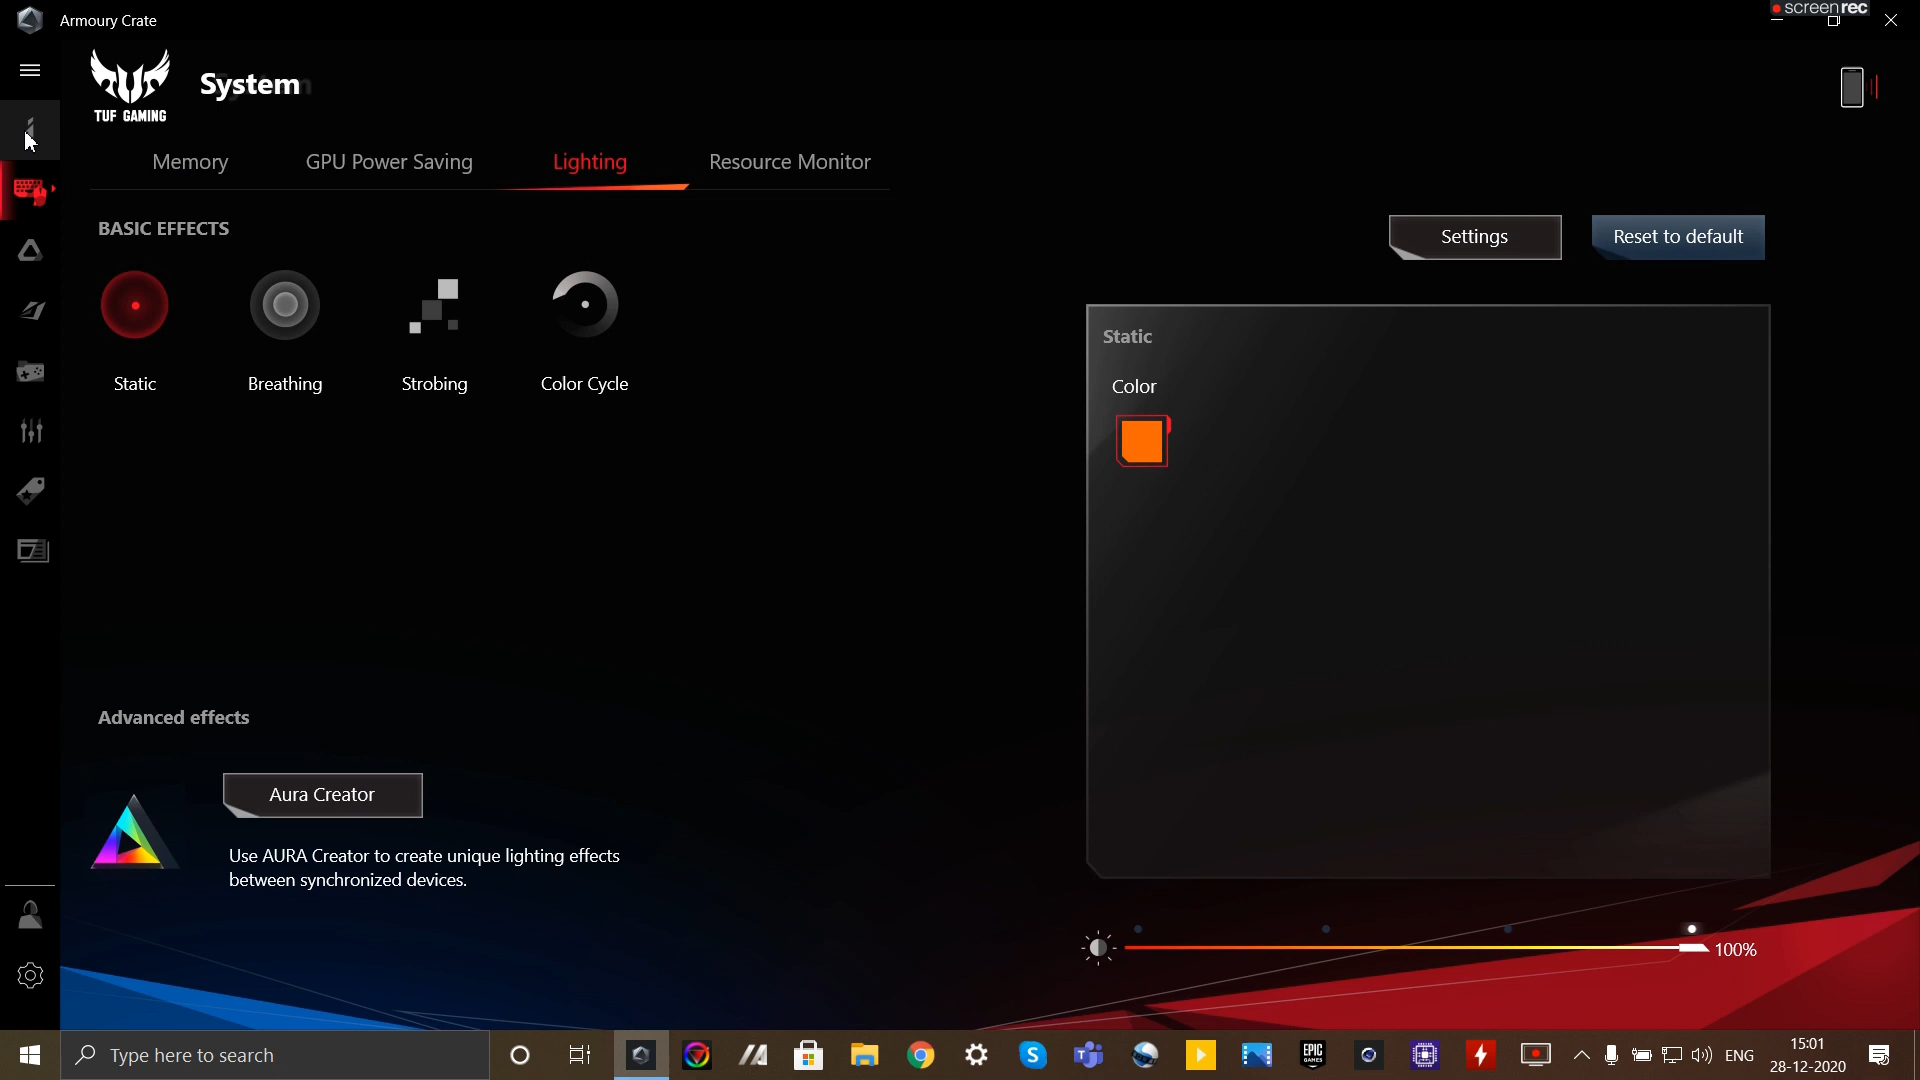 Armoury Crate
screenrec
TUF GAMING
System
Memory
GPU Power Saving
Lighting
Resource Monitor
BASIC EFFECTS
Settings
Reset to default
Static
Breathing
Strobing
Color Cycle
Static
Color
Advanced effects
Aura Creator
Use AURA Creator to create unique lighting effects
between synchronized devices.
100%
Type here to search
EPIC
GAMES
ENG
15:01
28-12-2020